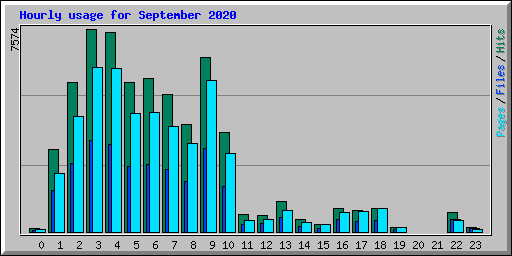 Hourly usage for September 2020
7574
Pages/Files/Hits
0 1 2 3 4 5 6 7 8 9 10 11 12 13 14 15 16 17 18 19 20 21 22 23